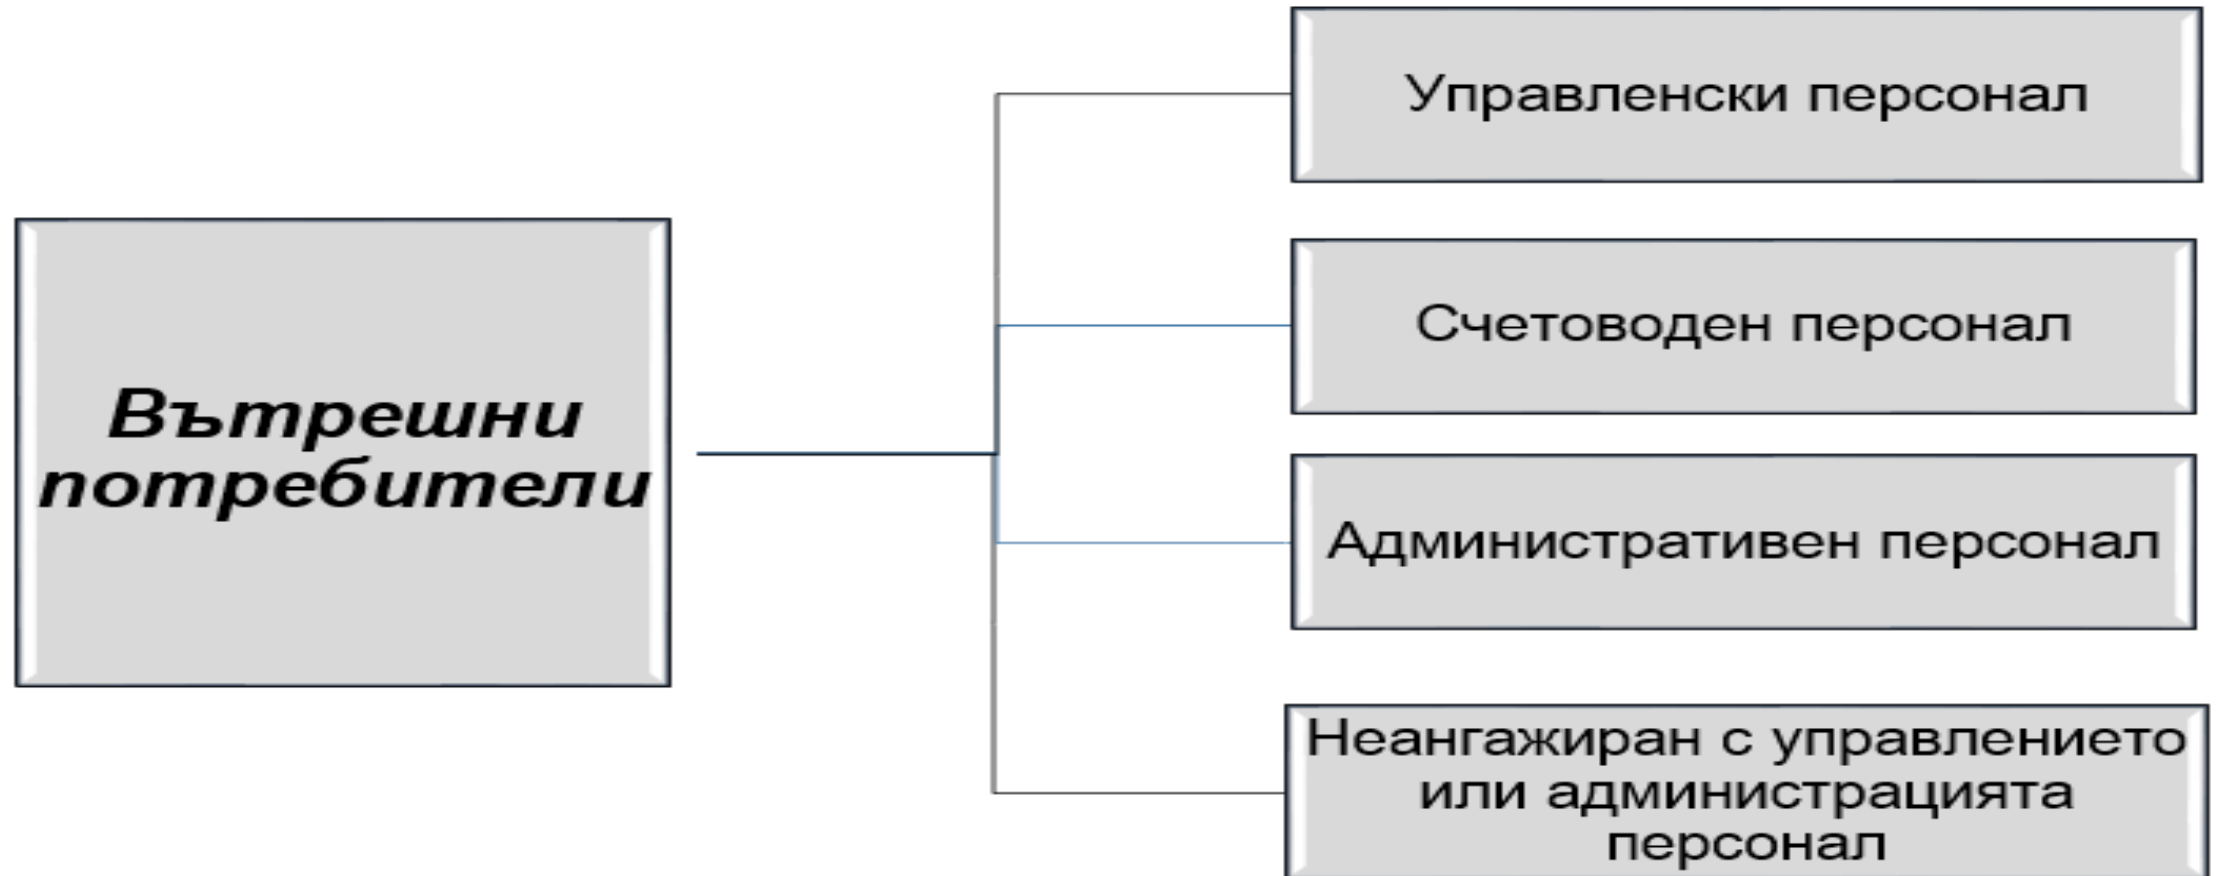 Вътрешни
потребители
Управленски персонал
Счетоводен персонал
Административен персонал
Неангажиран с управлението
или администрацията
персонал